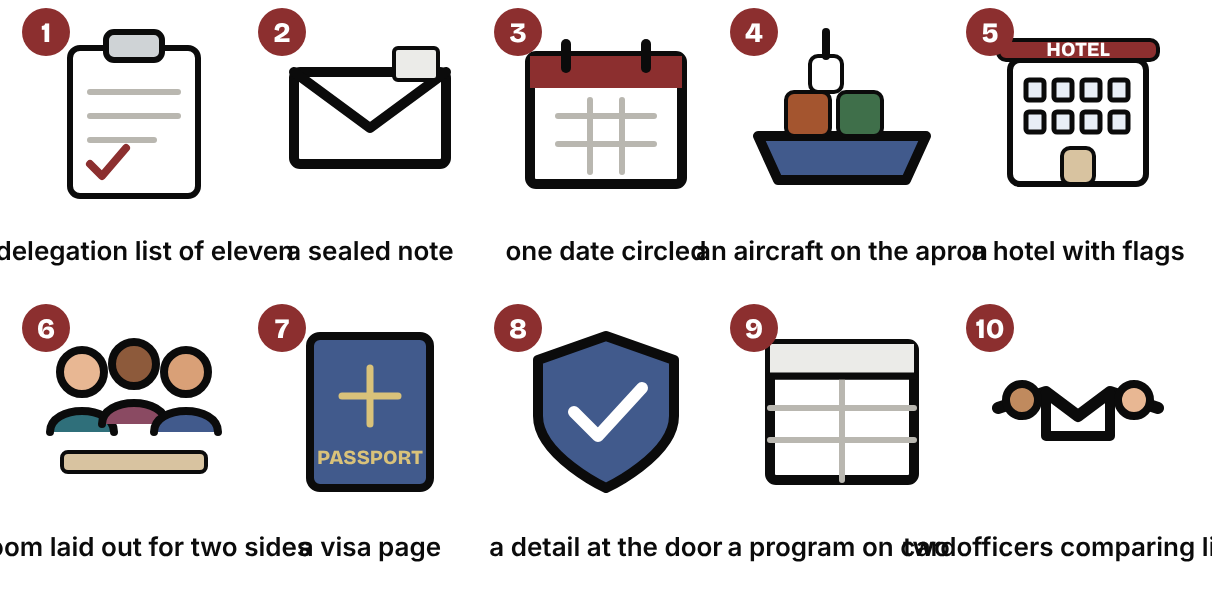 1
2
3
4
5
HOTEL
delegation list of eleven
a sealed note
one date circled
an aircraft on the apron
a hotel with flags
6
7
8
9
10
PASSPORT
oom laid out for two sides
a visa page
a detail at the door
a program on card
two officers comparing li